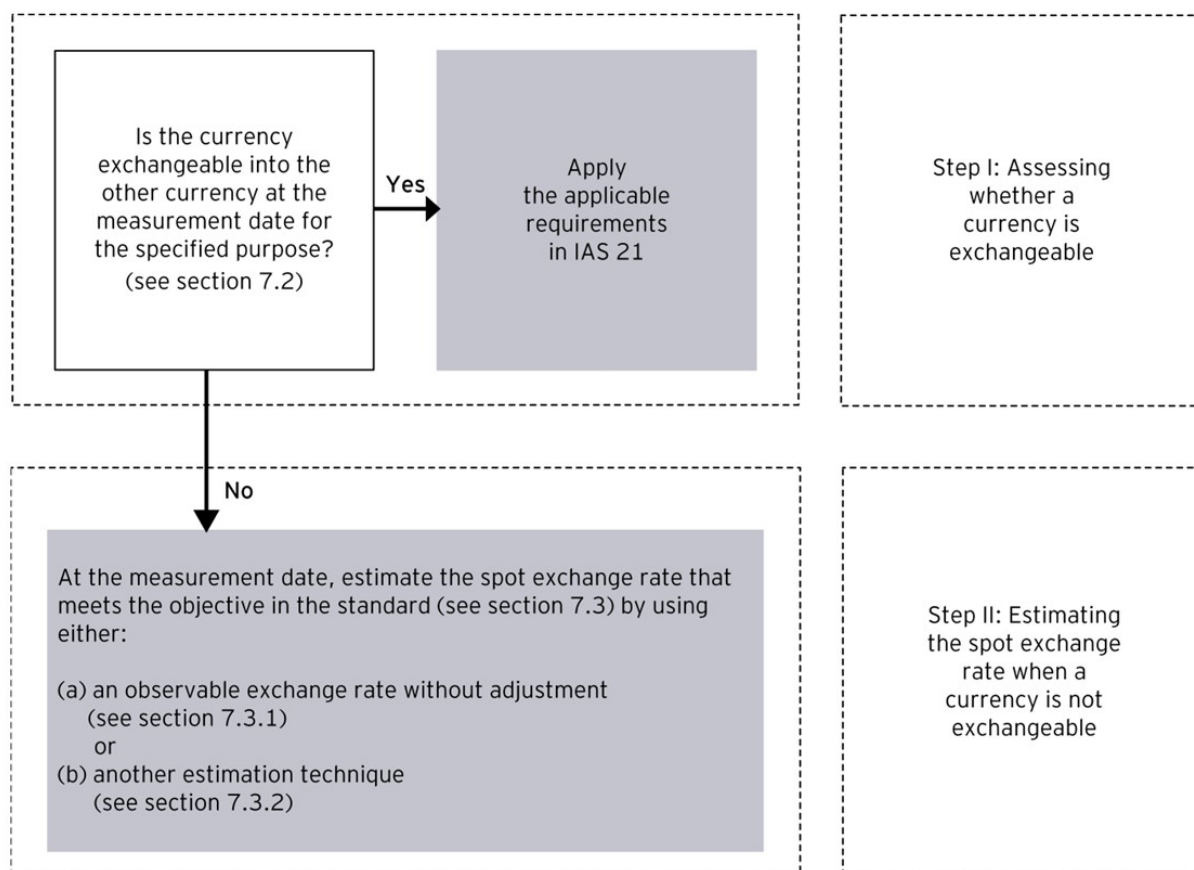 Is the currency
exchangeable into the
other currency at the
measurement date for
the specified purpose?
(see section 7.2)
Yes
Apply
the applicable
requirements
in IAS 21
Step I: Assessing
whether a
currency is
exchangeable
No
At the measurement date, estimate the spot exchange rate that
meets the objective in the standard (see section 7.3) by using
either:
(a) an observable exchange rate without adjustment
(see section 7.3.1)
or
(b) another estimation technique
(see section 7.3.2)
Step II: Estimating
the spot exchange
rate when a
currency is not
exchangeable